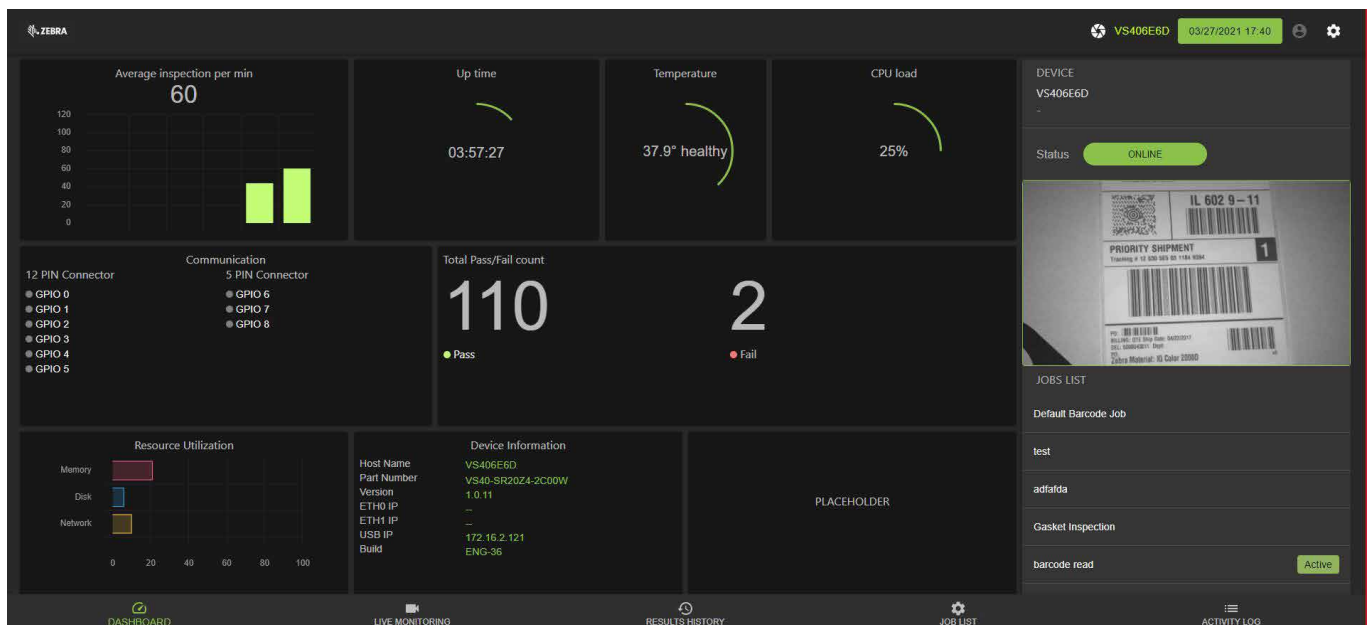 ZEBRA
VS406E6D
03/27/2021 17:40
Average inspection per min
60
120
100
80
60
40
20
0
Up time
03:57:27
Temperature
37.9° healthy
CPU load
25%
Communication
12 PIN Connector
GPIO 0
GPIO 1
GPIO 2
GPIO 3
GPIO 4
GPIO 5
5 PIN Connector
GPIO 6
GPIO 7
GPIO 8
Total Pass/Fail count
110
Pass
2
Fail
Resource Utilization
Memory
Disk
Network
0 20 40 60 80 100
Device Information
Host Name VS406E6D
Part Number VS40-SR20Z4-2C00W
Version 1.0.11
ETH0 IP --
ETH1 IP --
USB IP 172.16.2.121
Build ENG-36
PLACEHOLDER
DEVICE
VS406E6D
-
Status ONLINE
IL 602 9-11
PRIORITY SHIPMENT
1
Zebra Material: IQ Color 2000D
JOBS LIST
Default Barcode Job
test
adfafda
Gasket Inspection
barcode read Active
DASHBOARD
LIVE MONITORING
RESULTS HISTORY
JOB LIST
ACTIVITY LOG